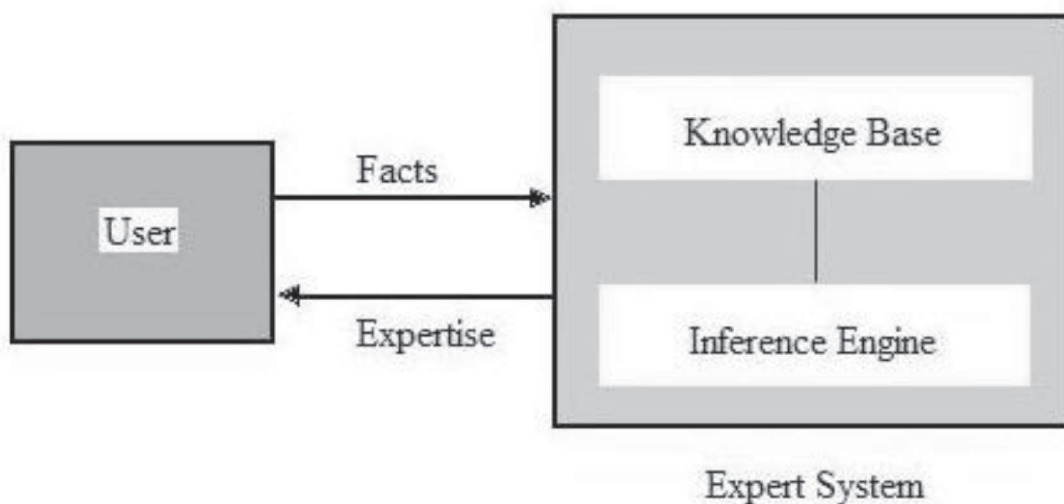 Knowledge Base
Facts
User
Expertise
Inference Engine
Expert System